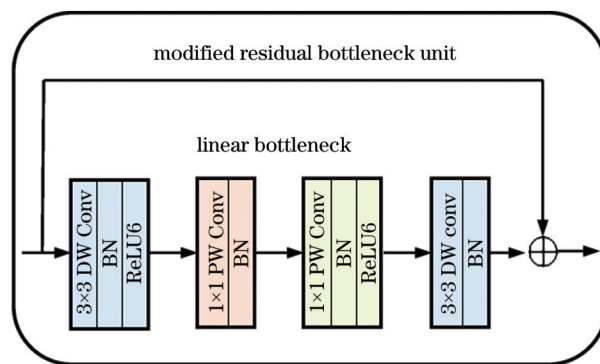 modified residual bottleneck unit
linear bottleneck
3×3 DW Conv
BN
ReLU6
1×1 PW Conv
BN
1×1 PW Conv
BN
ReLU6
3×3 DW conv
BN